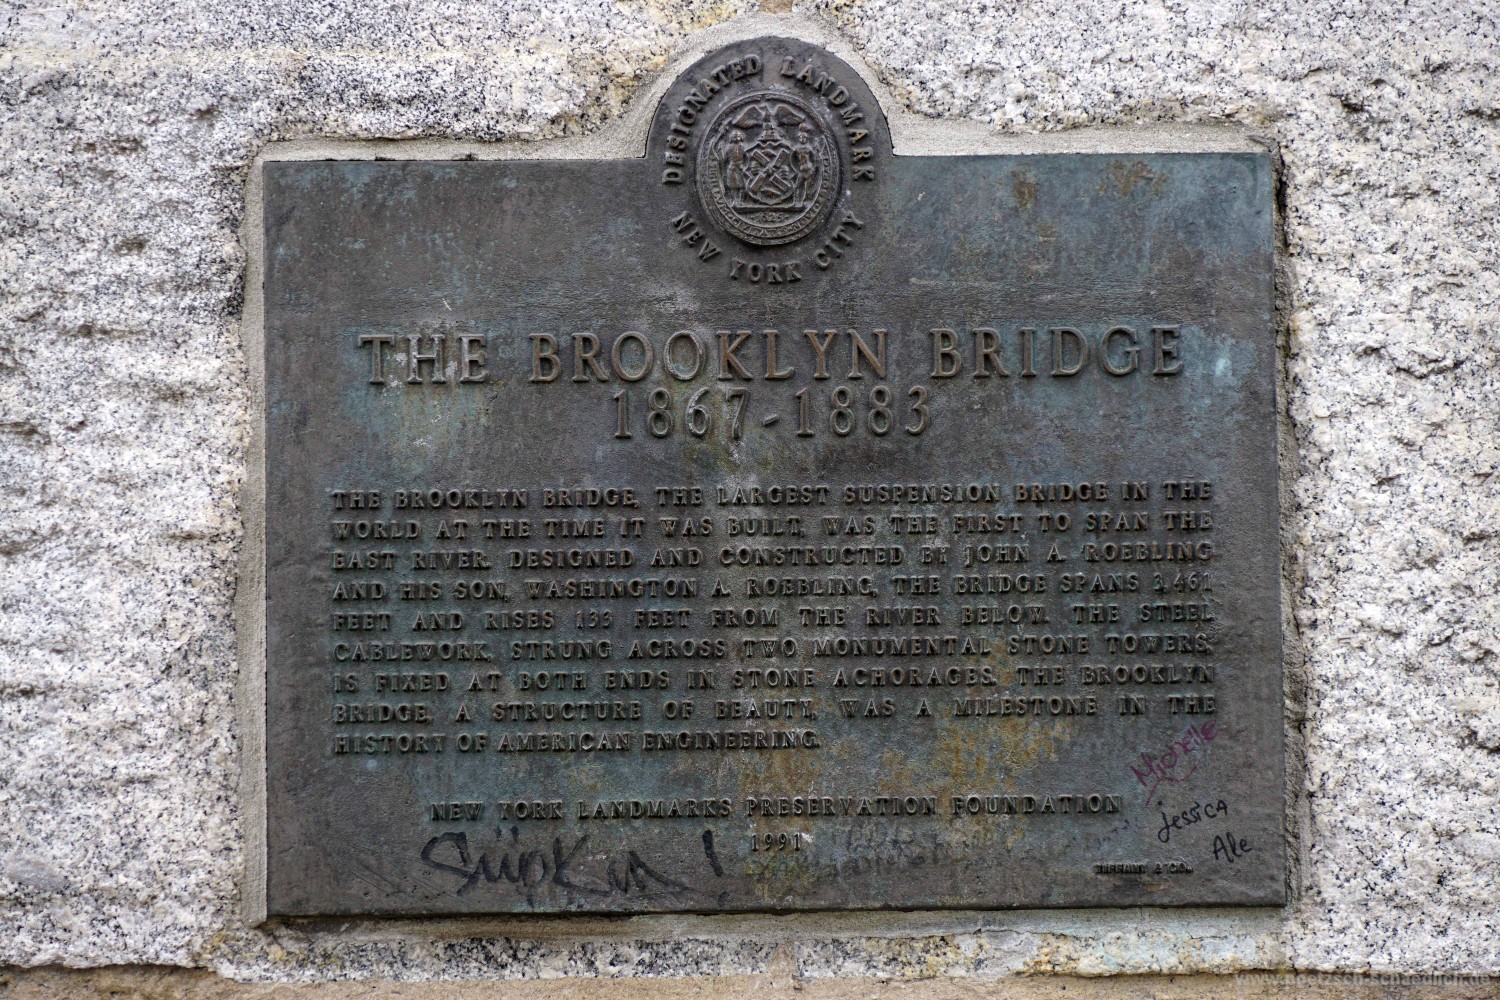 DESIGNATED LANDMARK
NEW YORK CITY
THE BROOKLYN BRIDGE
1867-1883
THE BROOKLYN BRIDGE, THE LARGEST SUSPENSION BRIDGE IN THE
WORLD AT THE TIME IT WAS BUILT, WAS THE FIRST TO SPAN THE
EAST RIVER. DESIGNED AND CONSTRUCTED BY JOHN A. ROEBLING
AND HIS SON, WASHINGTON A. ROEBLING, THE BRIDGE SPANS 3,461
FEET AND RISES 133 FEET FROM THE RIVER BELOW. THE STEEL
CABLEWORK, STRUNG ACROSS TWO MONUMENTAL STONE TOWERS,
IS FIXED AT BOTH ENDS IN STONE ACHORAGES. THE BROOKLYN
BRIDGE, A STRUCTURE OF BEAUTY, WAS A MILESTONE IN THE
HISTORY OF AMERICAN ENGINEERING.
NEW YORK LANDMARKS PRESERVATION FOUNDATION
1991
TIFFANY & CO.
Jessica
Ale